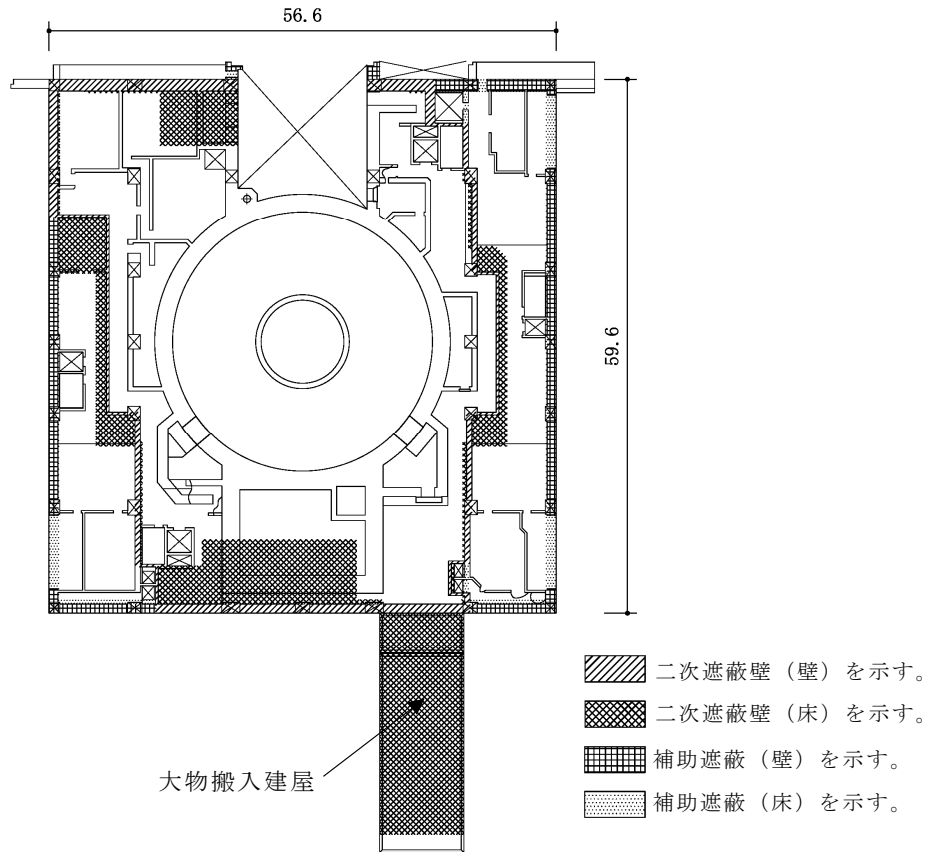 56.6
59.6
二次遮蔽壁（壁）を示す。
二次遮蔽壁（床）を示す。
補助遮蔽（壁）を示す。
補助遮蔽（床）を示す。
大物搬入建屋